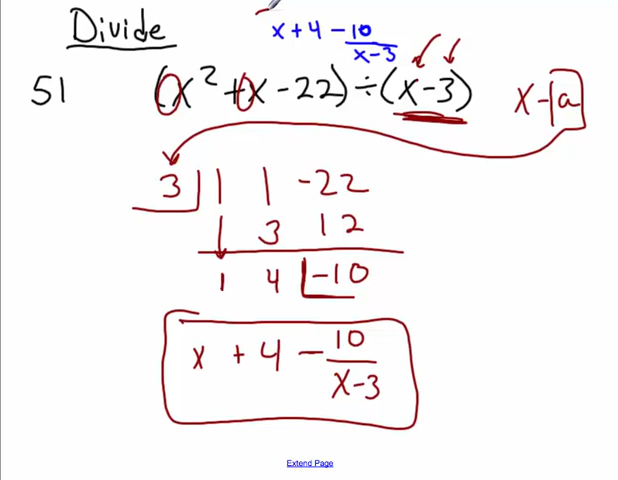 Divide
x + 4 - 10/(x-3)
51 (x² + x - 22) ÷ (x - 3)
x - a
3 | 1 1 -22
1 3 12
1 4 -10
x + 4 - 10/(x-3)
Extend Page